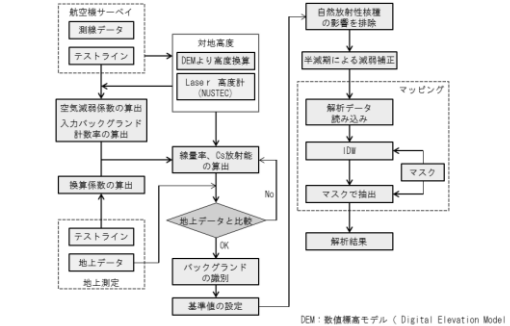 航空機サーベイ
測線データ
テストライン
対地高度
DEMより高度換算
Laser 高度計
(NUSTEC)
空気減弱係数の算出
入力バックグランド
計数率の算出
線量率、Cs放射能
の算出
換算係数の算出
No
地上データと比較
テストライン
地上データ
地上測定
OK
バックグランド
の識別
基準値の設定
自然放射性核種
の影響を排除
半減期による減弱補正
マッピング
解析データ
読み込み
IDW
マスク
マスクで抽出
解析結果
DEM：数値標高モデル ( Digital Elevation Model